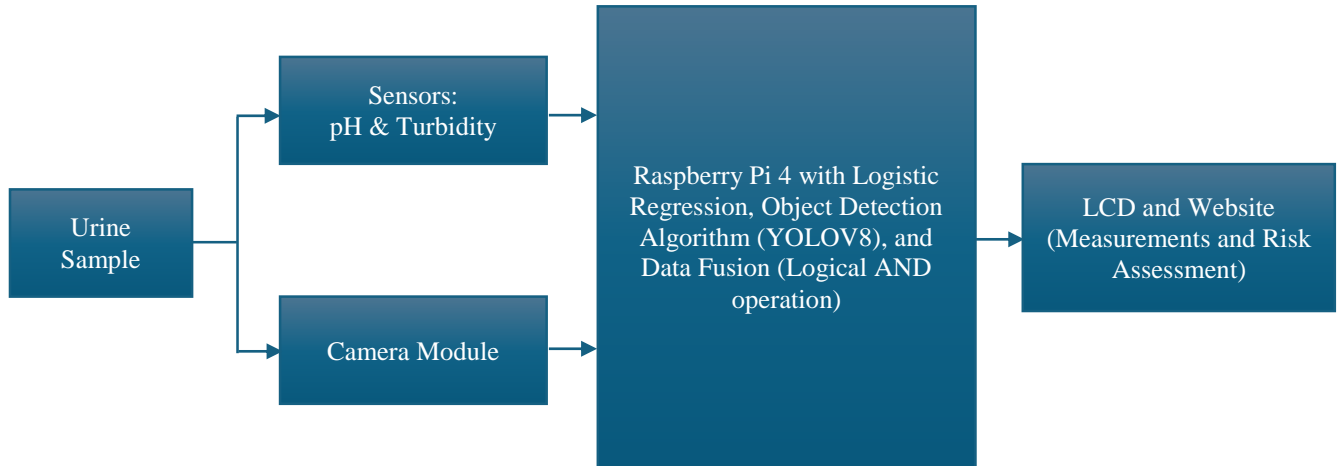 Urine
Sample
Sensors:
pH & Turbidity
Camera Module
Raspberry Pi 4 with Logistic
Regression, Object Detection
Algorithm (YOLOV8), and
Data Fusion (Logical AND
operation)
LCD and Website
(Measurements and Risk
Assessment)